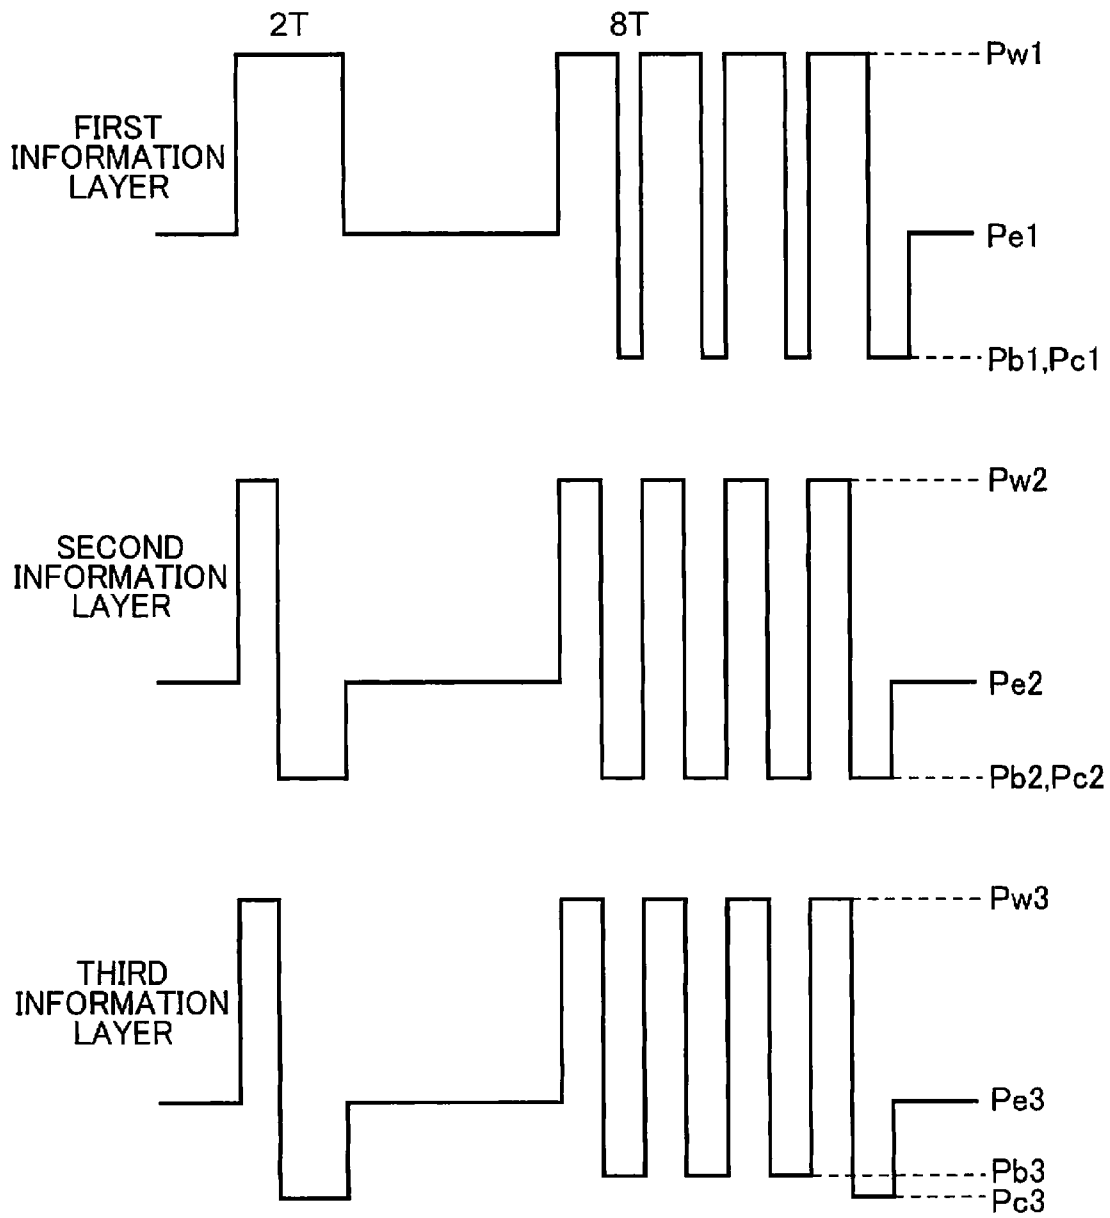 2T 8T
Pw1
FIRST
INFORMATION
LAYER
Pe1
Pb1,Pc1
Pw2
SECOND
INFORMATION
LAYER
Pe2
Pb2,Pc2
Pw3
THIRD
INFORMATION
LAYER
Pe3
Pb3
Pc3